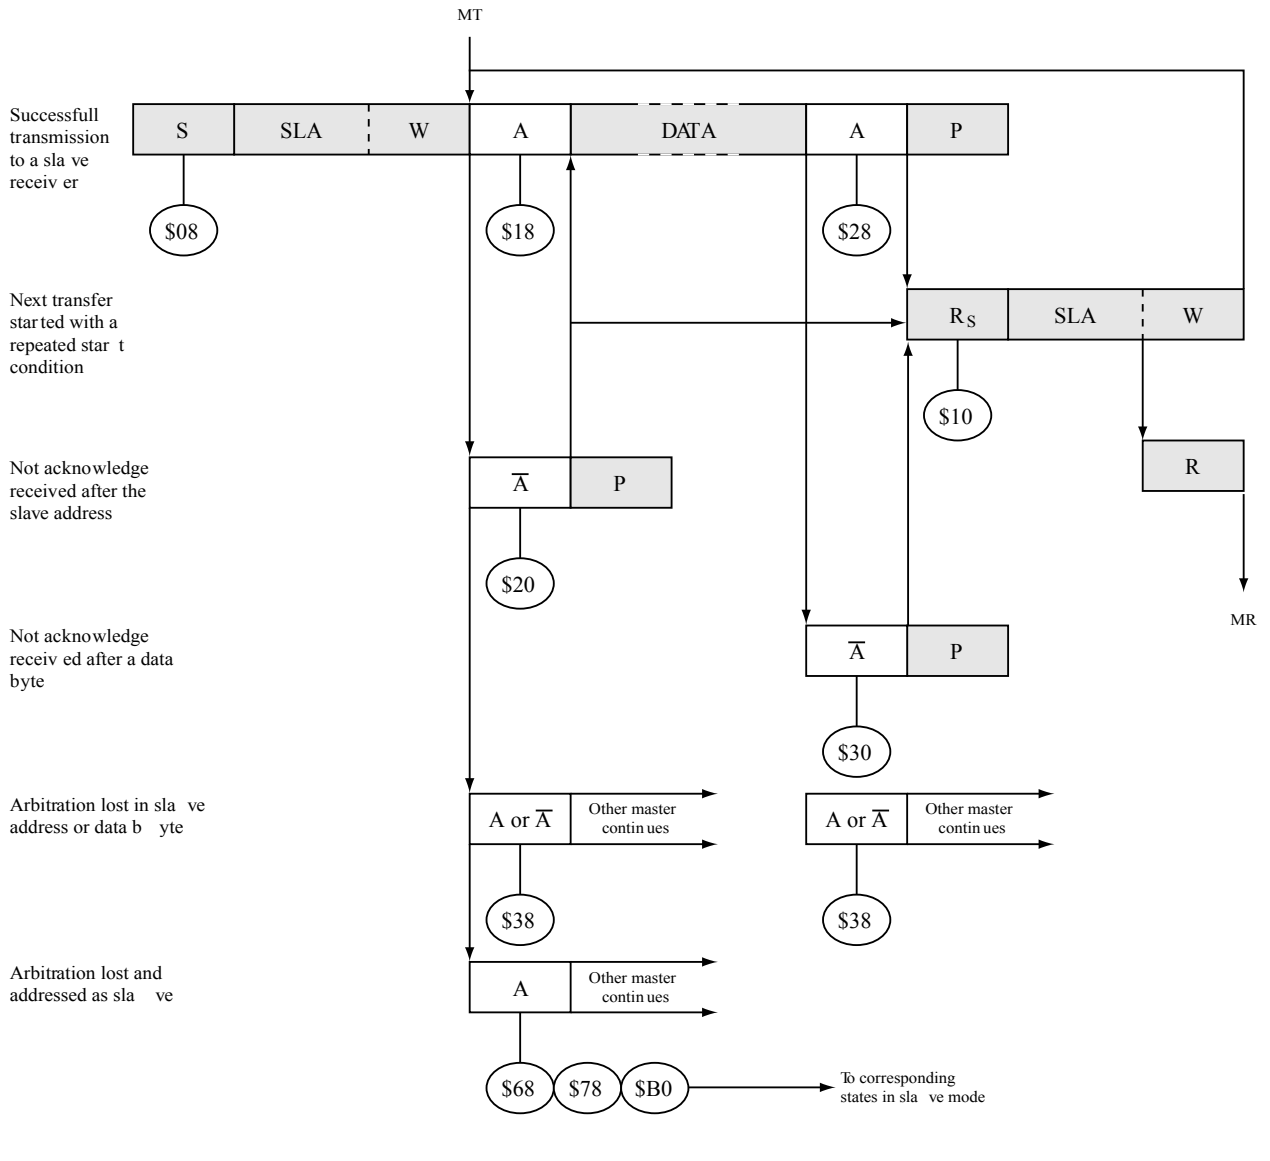 MT
Successfull
transmission
to a sla ve
receiv er
S SLA W A DATA A P
$08 $18 $28
Next transfer
started with a
repeated star t
condition
RS SLA W
$10
Not acknowledge
received after the
slave address
A̅ P
R
$20
MR
Not acknowledge
receiv ed after a data
byte
A̅ P
$30
Arbitration lost in sla ve
address or data b yte
A or A̅ Other master
contin ues
A or A̅ Other master
contin ues
$38 $38
Arbitration lost and
addressed as sla ve
A Other master
contin ues
$68 $78 $B0
To corresponding
states in sla ve mode